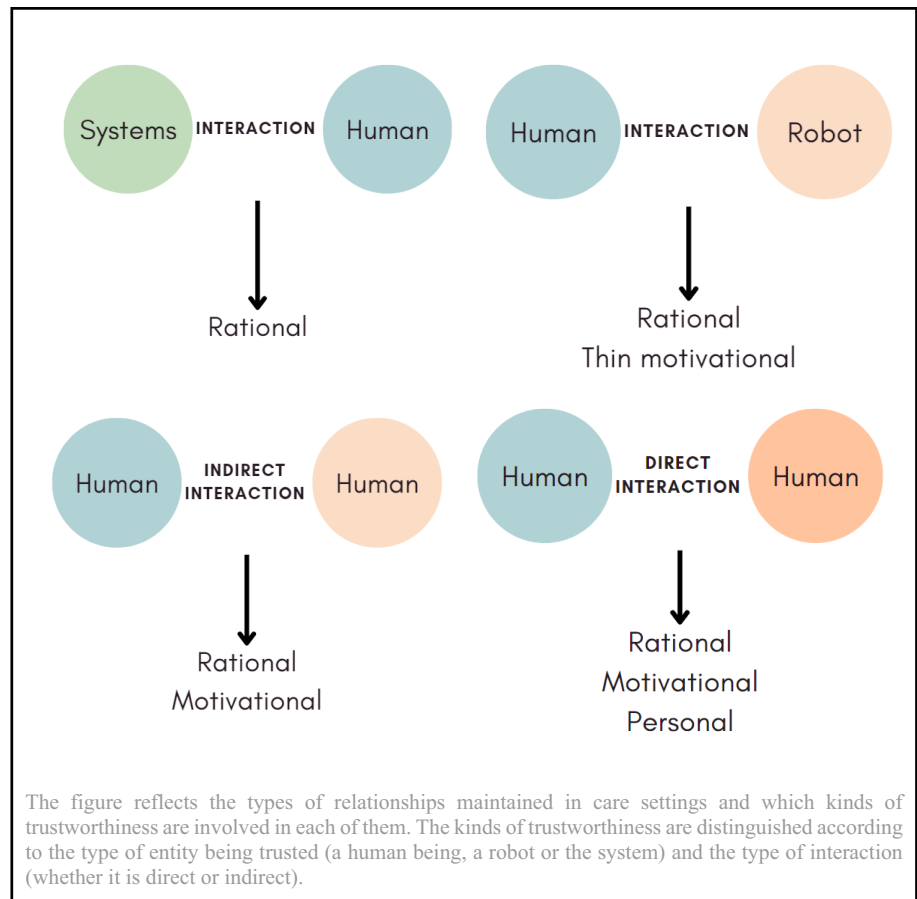 Systems INTERACTION Human
Human INTERACTION Robot
Rational
Rational
Thin motivational
Human INDIRECT INTERACTION Human
Human DIRECT INTERACTION Human
Rational
Motivational
Rational
Motivational
Personal
The figure reflects the types of relationships maintained in care settings and which kinds of
trustworthiness are involved in each of them. The kinds of trustworthiness are distinguished according
to the type of entity being trusted (a human being, a robot or the system) and the type of interaction
(whether it is direct or indirect).